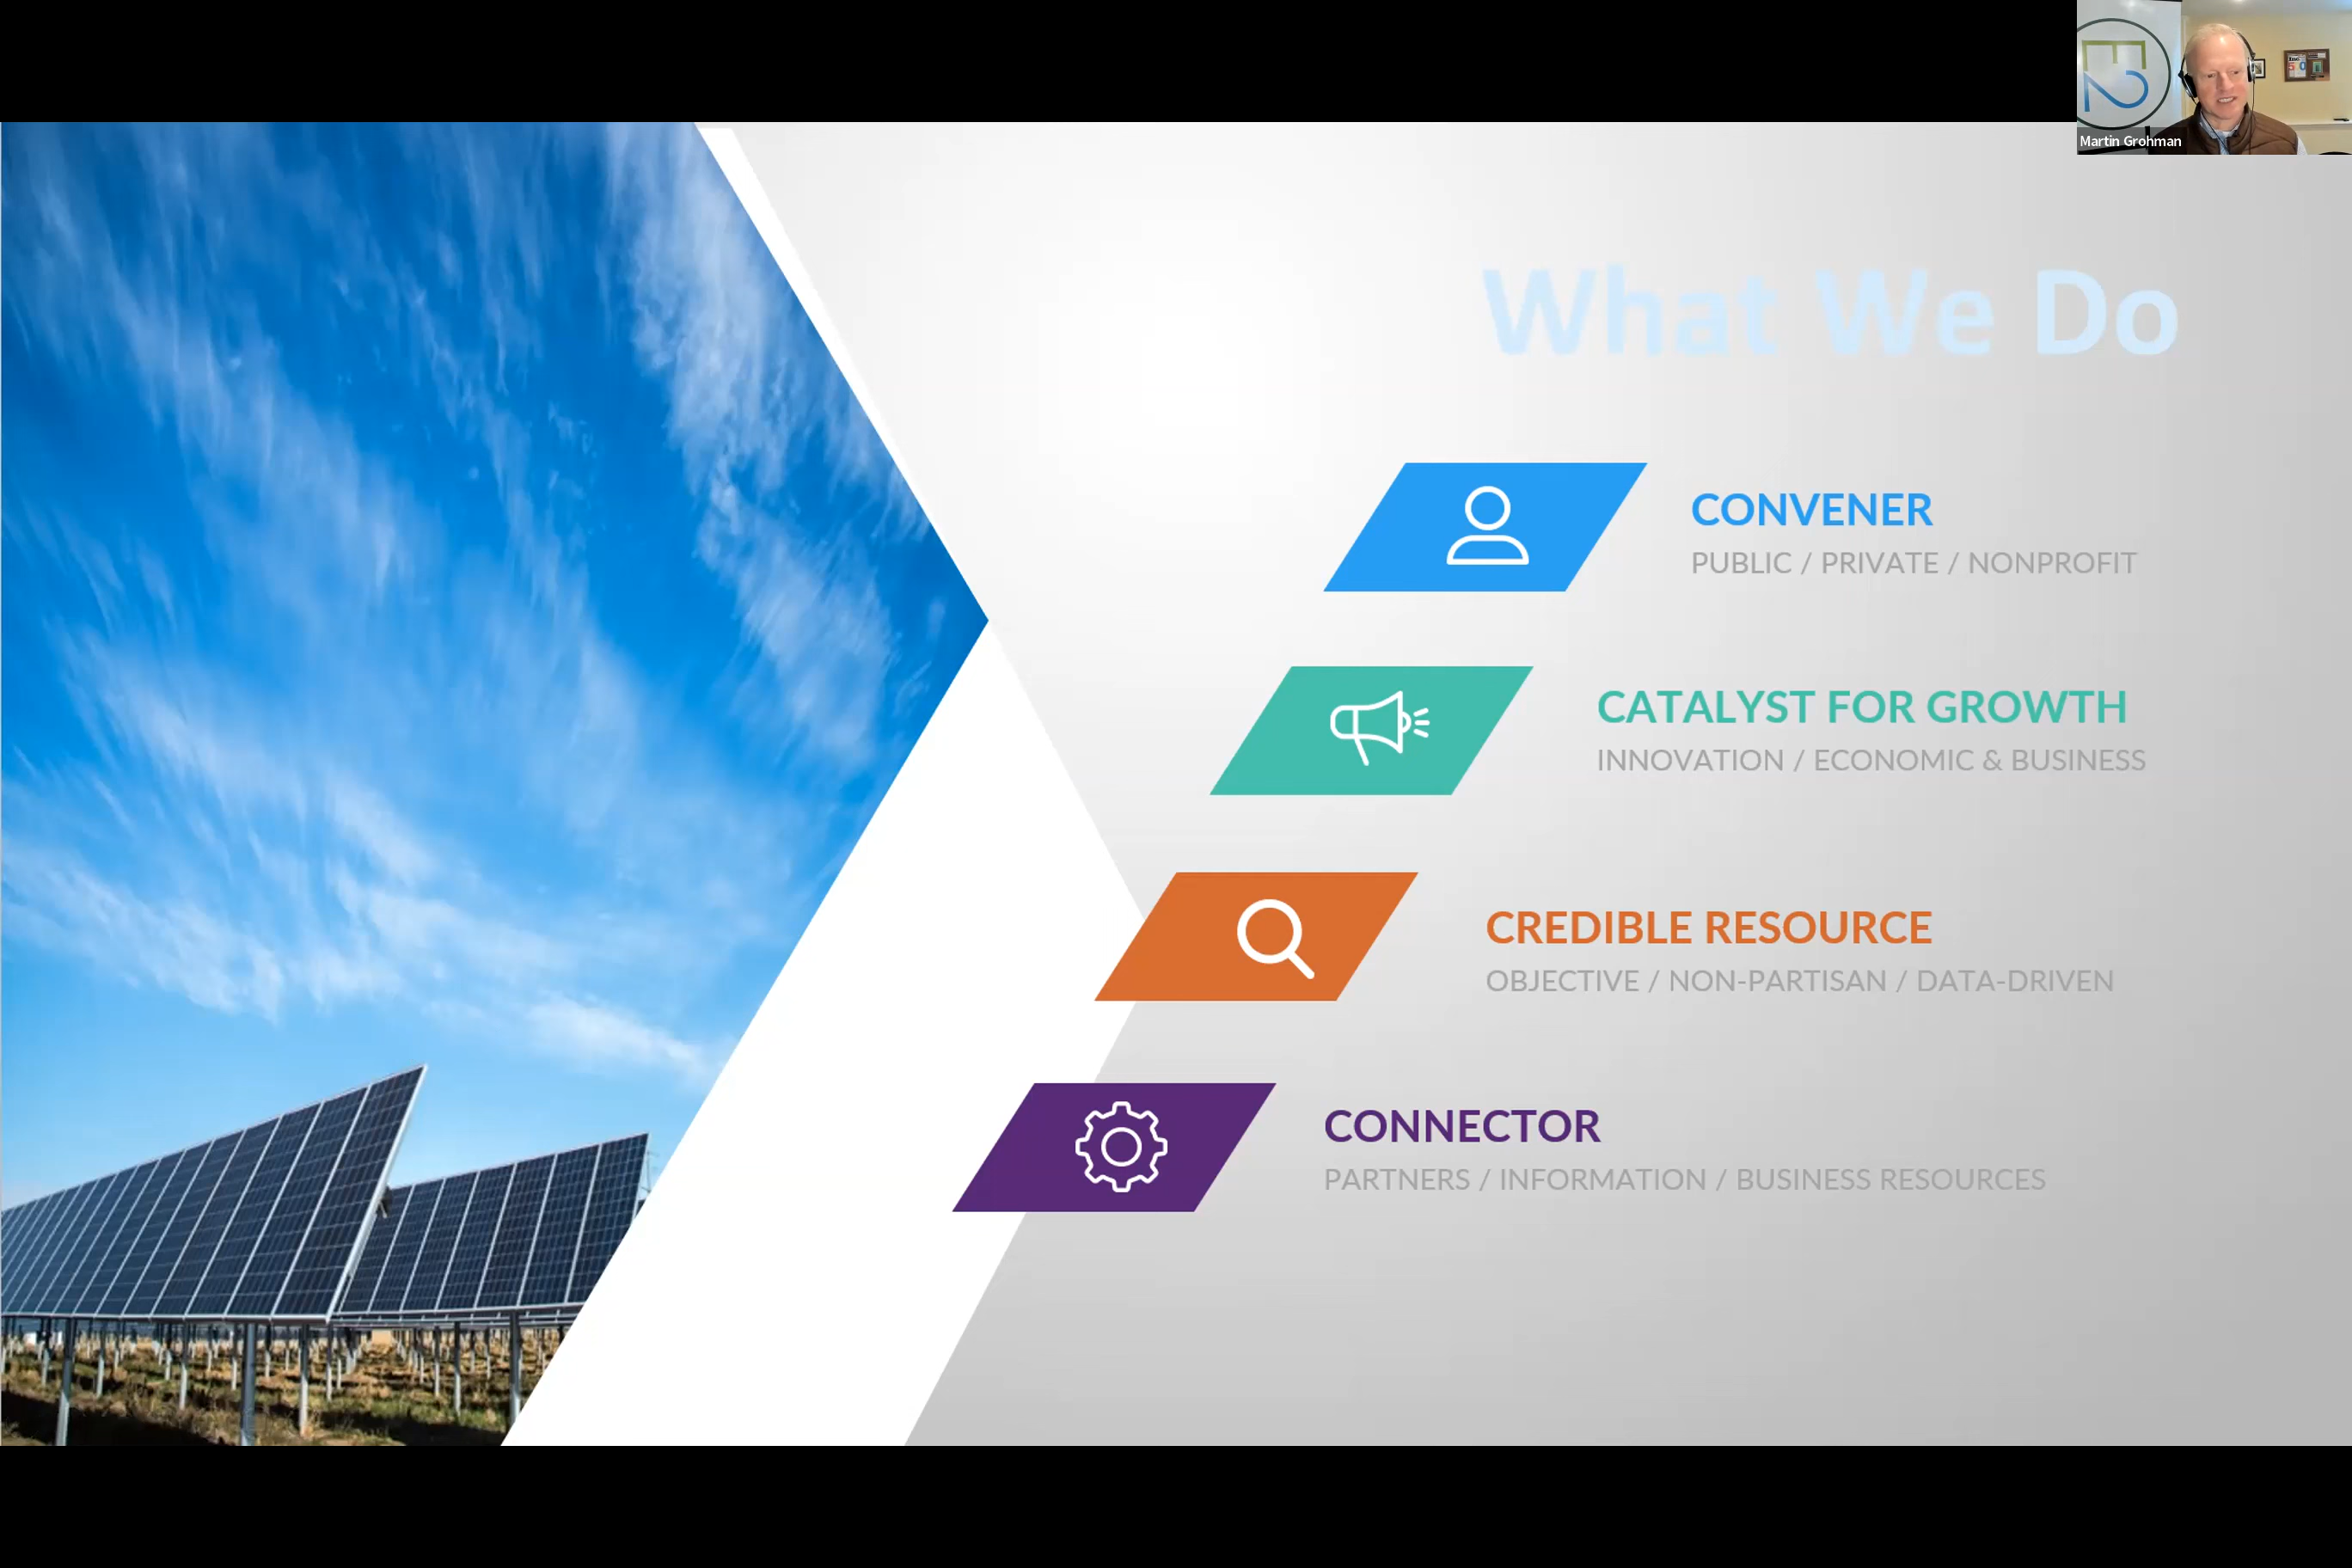 Martin Grohman
What We Do
CONVENER
PUBLIC / PRIVATE / NONPROFIT
CATALYST FOR GROWTH
INNOVATION / ECONOMIC & BUSINESS
CREDIBLE RESOURCE
OBJECTIVE / NON-PARTISAN / DATA-DRIVEN
CONNECTOR
PARTNERS / INFORMATION / BUSINESS RESOURCES